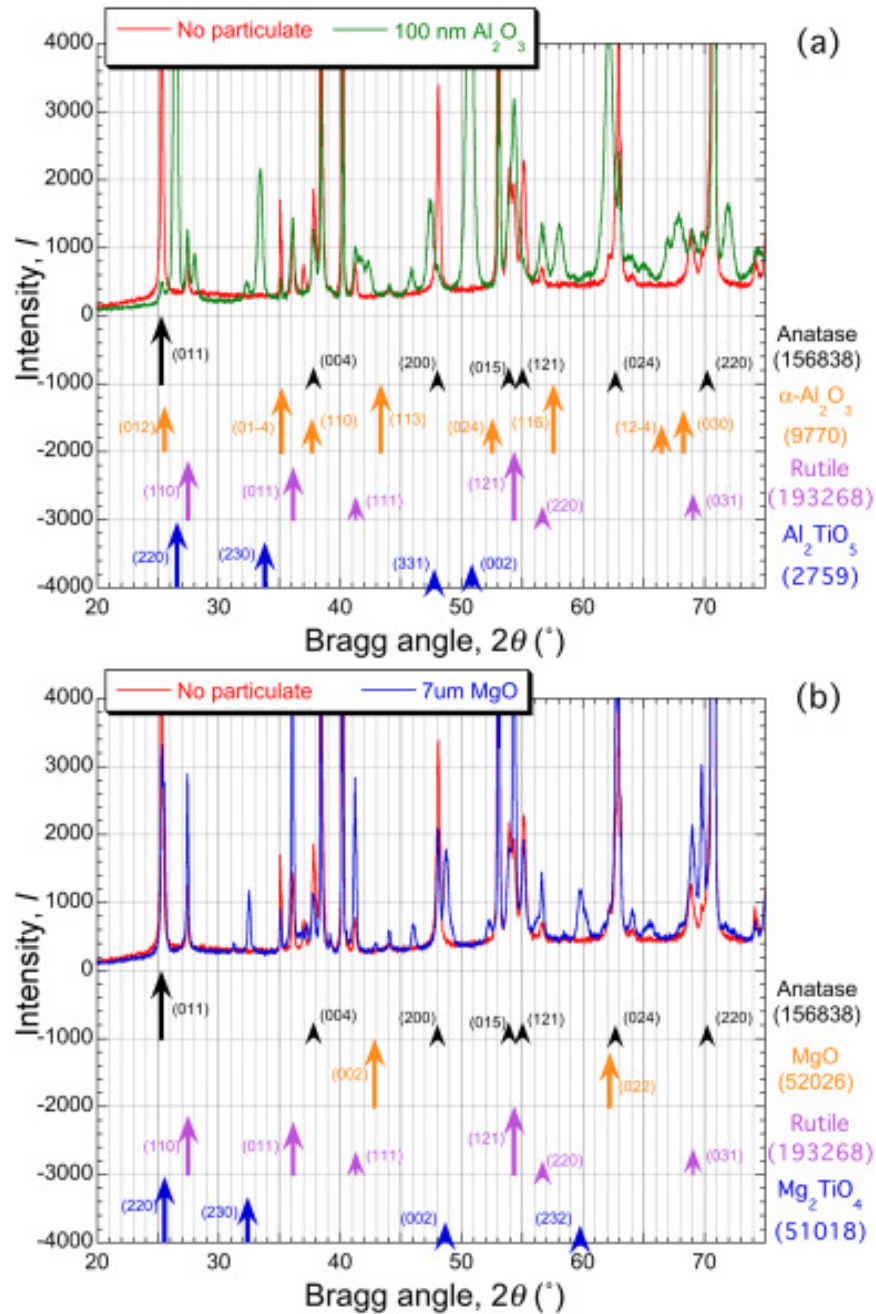 No particulate 100 nm Al₂O₃ (a)
4000
3000
2000
1000
0
-1000
-2000
-3000
-4000
Intensity, I
(011) (004) (200) (015) (121) (024) (220) Anatase
(156838)
(012) (01-4) (110) (113) (024) (116) (12-4) (030) α-Al₂O₃
(9770)
(110) (011) (111) (121) (220) (031) Rutile
(193268)
(220) (230) (331) (002) Al₂TiO₅
(2759)
20 30 40 50 60 70
Bragg angle, 2θ (°)
No particulate 7um MgO (b)
4000
3000
2000
1000
0
-1000
-2000
-3000
-4000
Intensity, I
(011) (004) (200) (015) (121) (024) (220) Anatase
(156838)
(002) (022) MgO
(52026)
(110) (011) (111) (121) (220) (031) Rutile
(193268)
(220) (230) (002) (232) Mg₂TiO₄
(51018)
20 30 40 50 60 70
Bragg angle, 2θ (°)